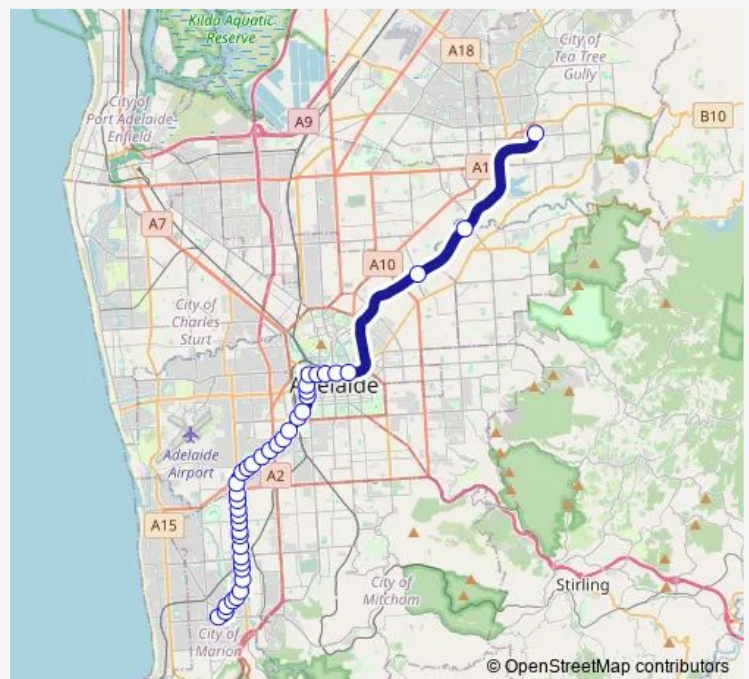 Kilda Aquatic
Reserve
A18
City of
Tea Tree
Gully
City of
Port Adelaide-
Enfield
A9
B10
A1
A7
A10
City of
Charles
Sturt
Adelaide
Adelaide
Airport
A2
A15
City of
Mitcham
Stirling
City of
Marion
© OpenStreetMap contributors